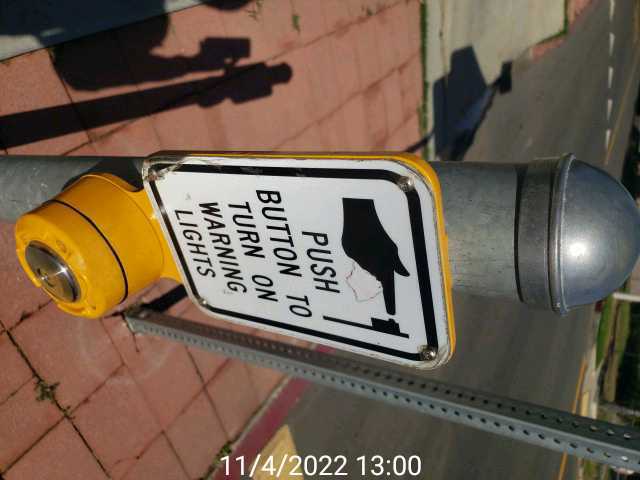 PUSH
BUTTON TO
TURN ON
WARNING
LIGHTS
11/4/2022 13:00